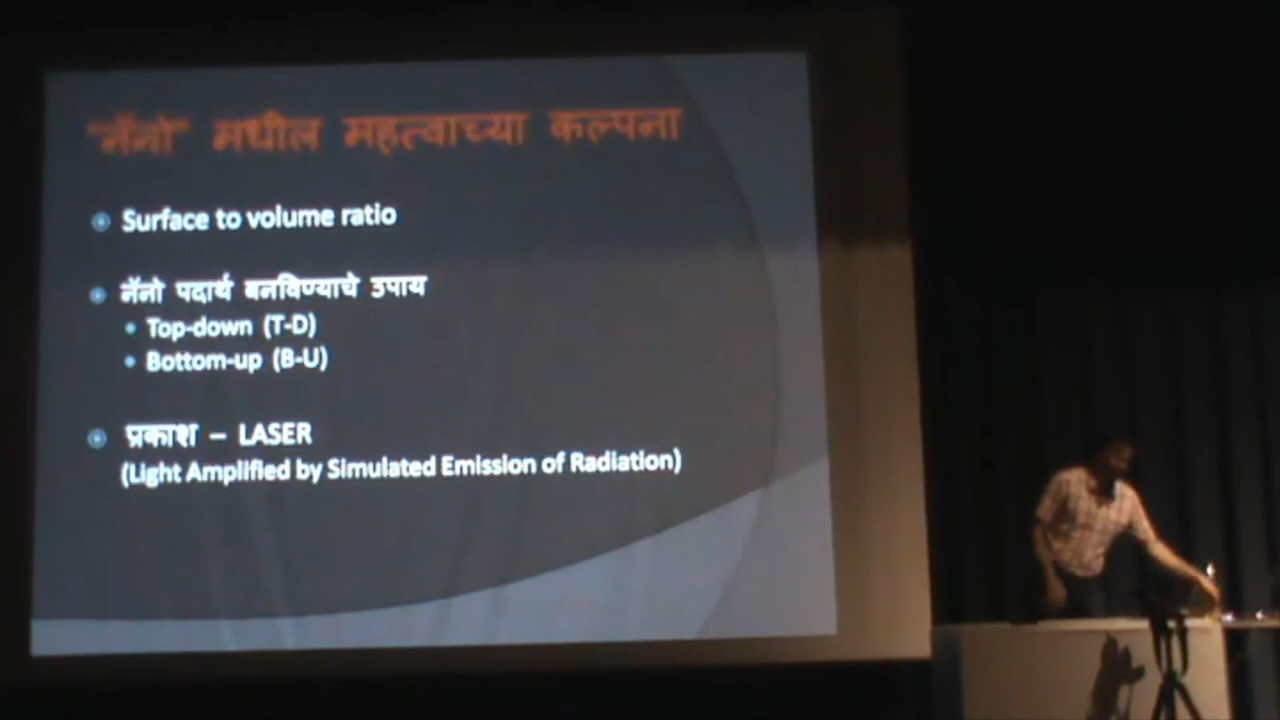 "नॅनो" मधील महत्वाच्या कल्पना
Surface to volume ratio
नॅनो पदार्थ बनविण्याचे उपाय
Top-down (T-D)
Bottom-up (B-U)
प्रकाश – LASER
(Light Amplified by Simulated Emission of Radiation)